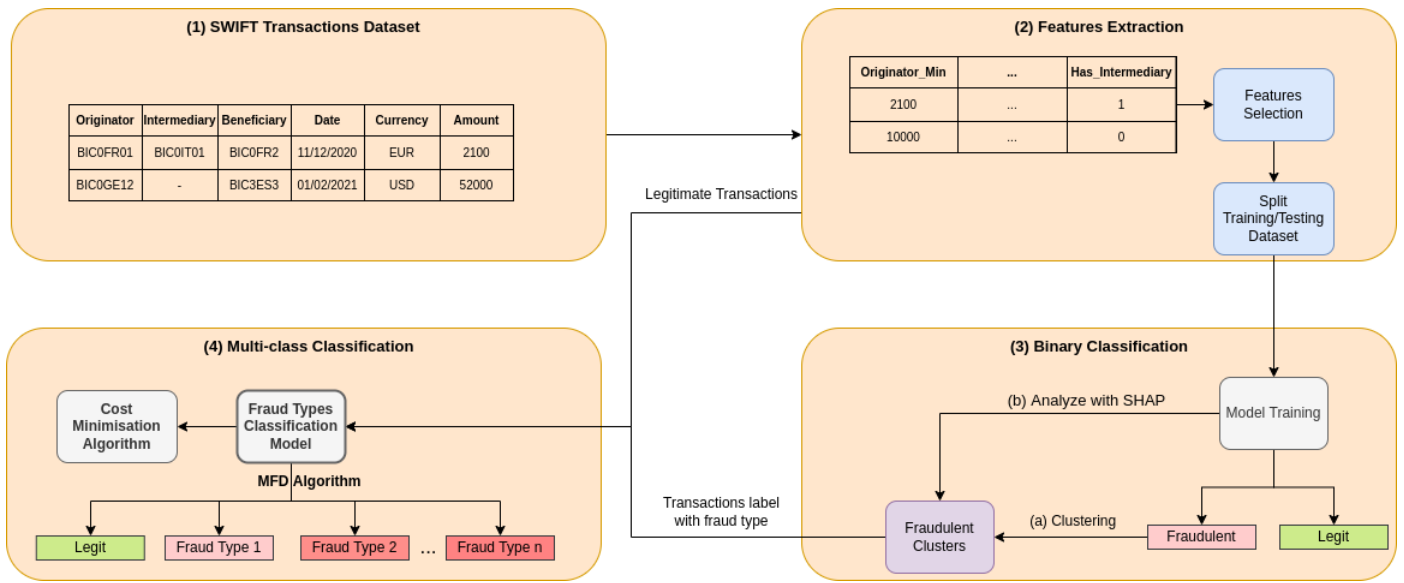 (1) SWIFT Transactions Dataset
Originator Intermediary Beneficiary Date Currency Amount
BIC0FR01 BIC0IT01 BIC0FR2 11/12/2020 EUR 2100
BIC0GE12 - BIC3ES3 01/02/2021 USD 52000
(2) Features Extraction
Originator_Min ... Has_Intermediary
2100 ... 1
10000 ... 0
Features
Selection
Split
Training/Testing
Dataset
Legitimate Transactions
(3) Binary Classification
Model Training
(b) Analyze with SHAP
Fraudulent
Legit
(a) Clustering
Fraudulent
Clusters
Transactions label
with fraud type
(4) Multi-class Classification
Cost
Minimisation
Algorithm
Fraud Types
Classification
Model
MFD Algorithm
Legit
Fraud Type 1
Fraud Type 2
...
Fraud Type n